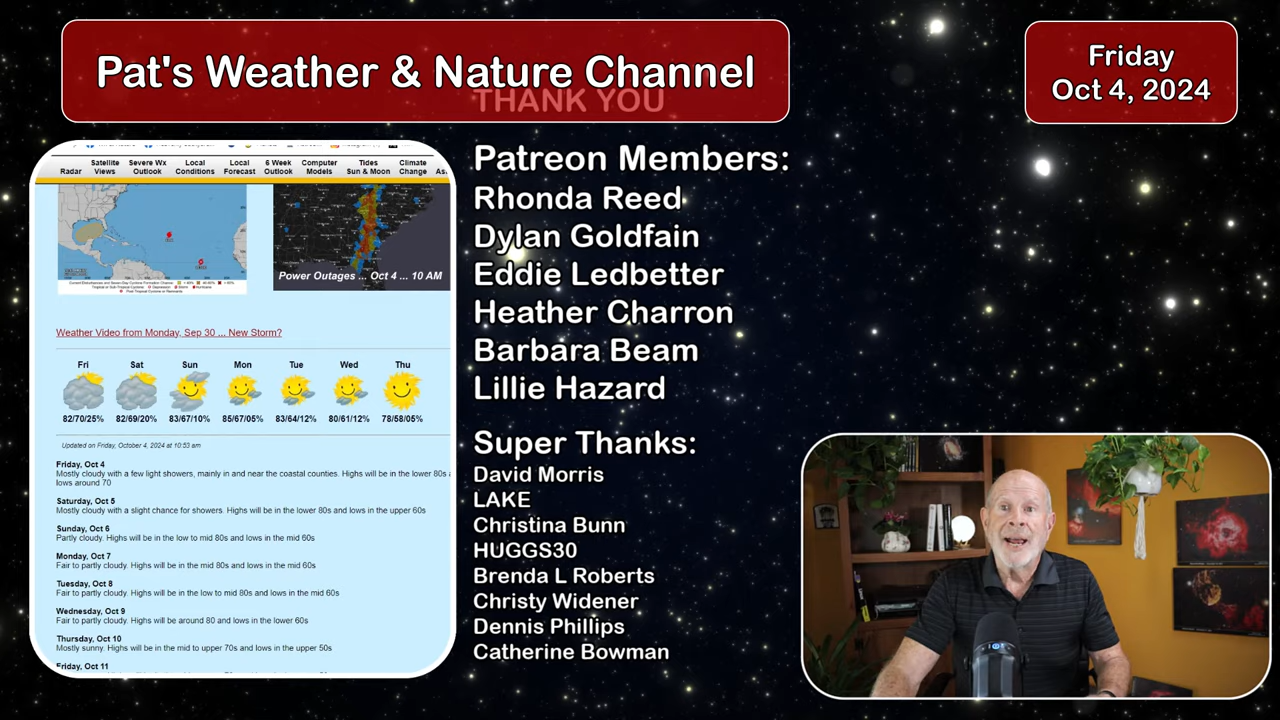 Pat's Weather & Nature Channel
THANK YOU
Friday
Oct 4, 2024
Radar
Satellite Views
Severe Wx Outlook
Local Conditions
Local Forecast
6 Week Outlook
Computer Models
Tides Sun & Moon
Climate Change
Power Outages ... Oct 4 ... 10 AM
Weather Video from Monday, Sep 30 ... New Storm?
Fri Sat Sun Mon Tue Wed Thu
82/70/25% 82/69/20% 83/67/10% 85/67/05% 83/64/12% 80/61/12% 78/58/05%
Updated on Friday, October 4, 2024 at 10:53 am
Friday, Oct 4
Mostly cloudy with a few light showers, mainly in and near the coastal counties. Highs will be in the lower 80s
lows around 70
Saturday, Oct 5
Mostly cloudy with a slight chance for showers. Highs will be in the lower 80s and lows in the upper 60s
Sunday, Oct 6
Partly cloudy. Highs will be in the low to mid 80s and lows in the mid 60s
Monday, Oct 7
Fair to partly cloudy. Highs will be in the mid 80s and lows in the mid 60s
Tuesday, Oct 8
Fair to partly cloudy. Highs will be in the low to mid 80s and lows in the mid 60s
Wednesday, Oct 9
Fair to partly cloudy. Highs will be around 80 and lows in the lower 60s
Thursday, Oct 10
Mostly sunny. Highs will be in the mid to upper 70s and lows in the upper 50s
Friday, Oct 11
Patreon Members:
Rhonda Reed
Dylan Goldfain
Eddie Ledbetter
Heather Charron
Barbara Beam
Lillie Hazard
Super Thanks:
David Morris
LAKE
Christina Bunn
HUGGS30
Brenda L Roberts
Christy Widener
Dennis Phillips
Catherine Bowman